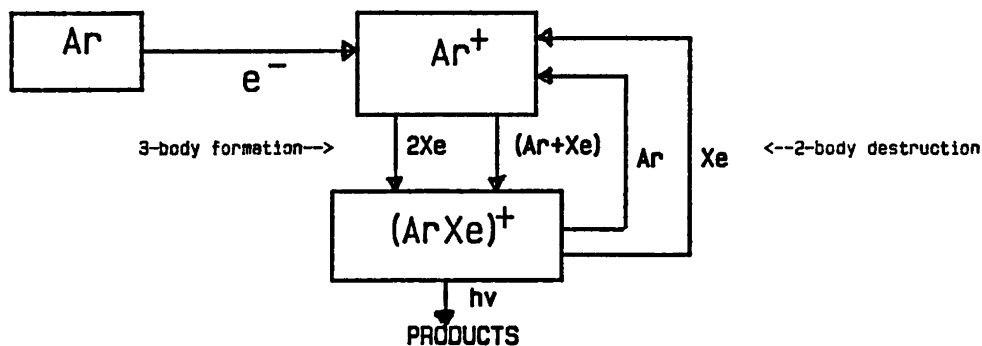 Ar
e⁻
Ar⁺
3-body formation-->
2Xe
(Ar+Xe)
Ar
Xe
<--2-body destruction
(ArXe)⁺
hv
PRODUCTS